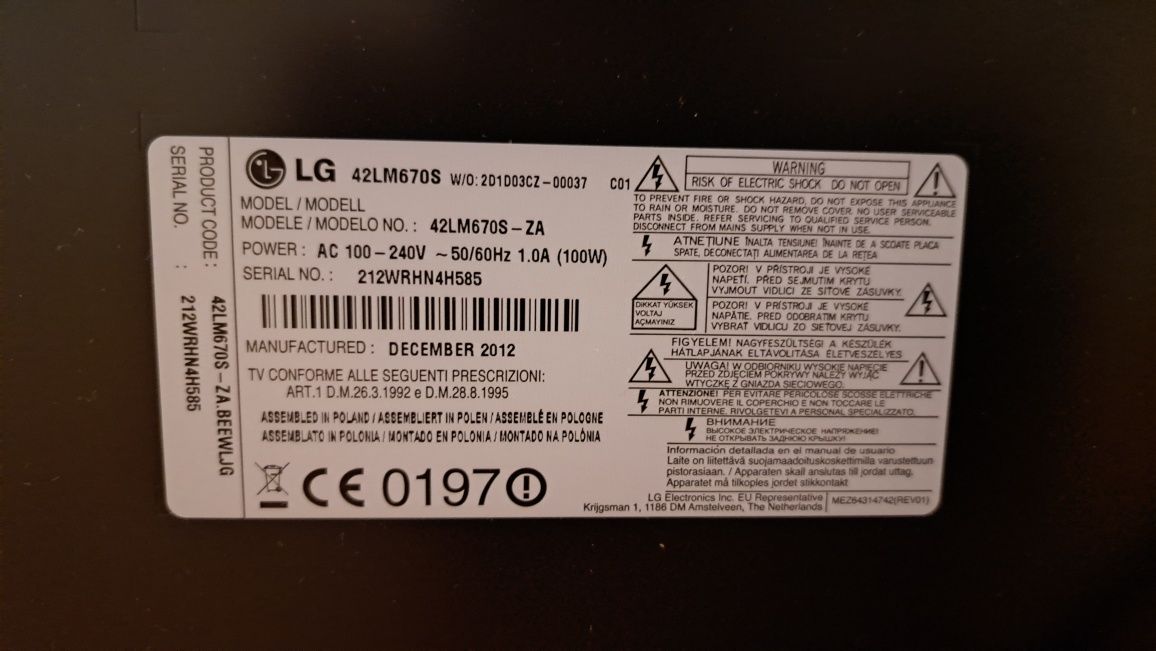 PRODUCT CODE : 42LM670S-ZA.BEEWLJG
SERIAL NO. : 212WRHN4H585
LG 42LM670S W/O: 2D1D03CZ-00037 C01
MODEL / MODELL
MODELE / MODELO NO. : 42LM670S-ZA
POWER : AC 100-240V ~50/60Hz 1.0A (100W)
SERIAL NO. : 212WRHN4H585
MANUFACTURED : DECEMBER 2012
TV CONFORME ALLE SEGUENTI PRESCRIZIONI:
ART.1 D.M.26.3.1992 e D.M.28.8.1995
ASSEMBLED IN POLAND / ASSEMBLIERT IN POLEN / ASSEMBLÉ EN POLOGNE
ASSEMBLATO IN POLONIA / MONTADO EN POLONIA / MONTADO NA POLÓNIA
CE 0197
WARNING
RISK OF ELECTRIC SHOCK DO NOT OPEN
TO PREVENT FIRE OR SHOCK HAZARD, DO NOT EXPOSE THIS APPLIANCE
TO RAIN OR MOISTURE. DO NOT REMOVE COVER. NO USER SERVICEABLE
PARTS INSIDE. REFER SERVICING TO QUALIFIED SERVICE PERSON.
DISCONNECT FROM MAINS SUPPLY WHEN NOT IN USE.
ATNEŢIUNE ÎNALTA TENSIUNE! ÎNAINTE DE A SCOATE PLACA
SPATE, DECONECTAŢI ALIMENTAREA DE LA REŢEA
DIKKAT YÜKSEK
VOLTAJ
AÇMAYINIZ
POZOR! V PŘÍSTROJI JE VYSOKÉ
NAPĚTÍ. PŘED SEJMUTIM KRYTU
VYJMOUT VIDLICI ZE SÍŤOVÉ ZÁSUVKY.
POZOR! V PRÍSTROJI JE VYSOKÉ
NAPÄTIE. PRED ODOBRATÍM KRYTU
VYBRAT VIDLICU ZO SIEŤOVEJ ZÁSUVKY.
FIGYELEM! NAGYFESZÜLTSÉG! A KÉSZÜLÉK
HÁTLAPJÁNAK ELTÁVOLÍTÁSA ÉLETVESZÉLYES
UWAGA! W ODBIORNIKU WYSOKIE NAPIĘCIE
PRZED ZDJĘCIEM POKRYWY NALEŻY WYJĄĆ
WTYCZKĘ Z GNIAZDA SIECIOWEGO.
ATTENZIONE! PER EVITARE PERICOLOSE SCOSSE ELETTRICHE
NON RIMUOVERE IL COPERCHIO E NON TOCCARE LE
PARTI INTERNE. RIVOLGETEVI A PERSONAL SPECIALIZZATO.
ВНИМАНИЕ
ВЫСОКОЕ ЭЛЕКТРИЧЕСКОЕ НАПРЯЖЕНИЕ!
НЕ ОТКРЫВАТЬ ЗАДНЮЮ КРЫШКУ!
Información detallada en el manual de usuario
Laite on liitettävä suojamaadoituskoskettimilla varustettuun
pistorasiaan. / Apparaten skall anslutas till jordat uttag.
Apparatet må tilkoples jordet stikkontakt
LG Electronics Inc. EU Representative
Krijgsman 1, 1186 DM Amstelveen, The Netherlands
MEZ64314742(REV01)